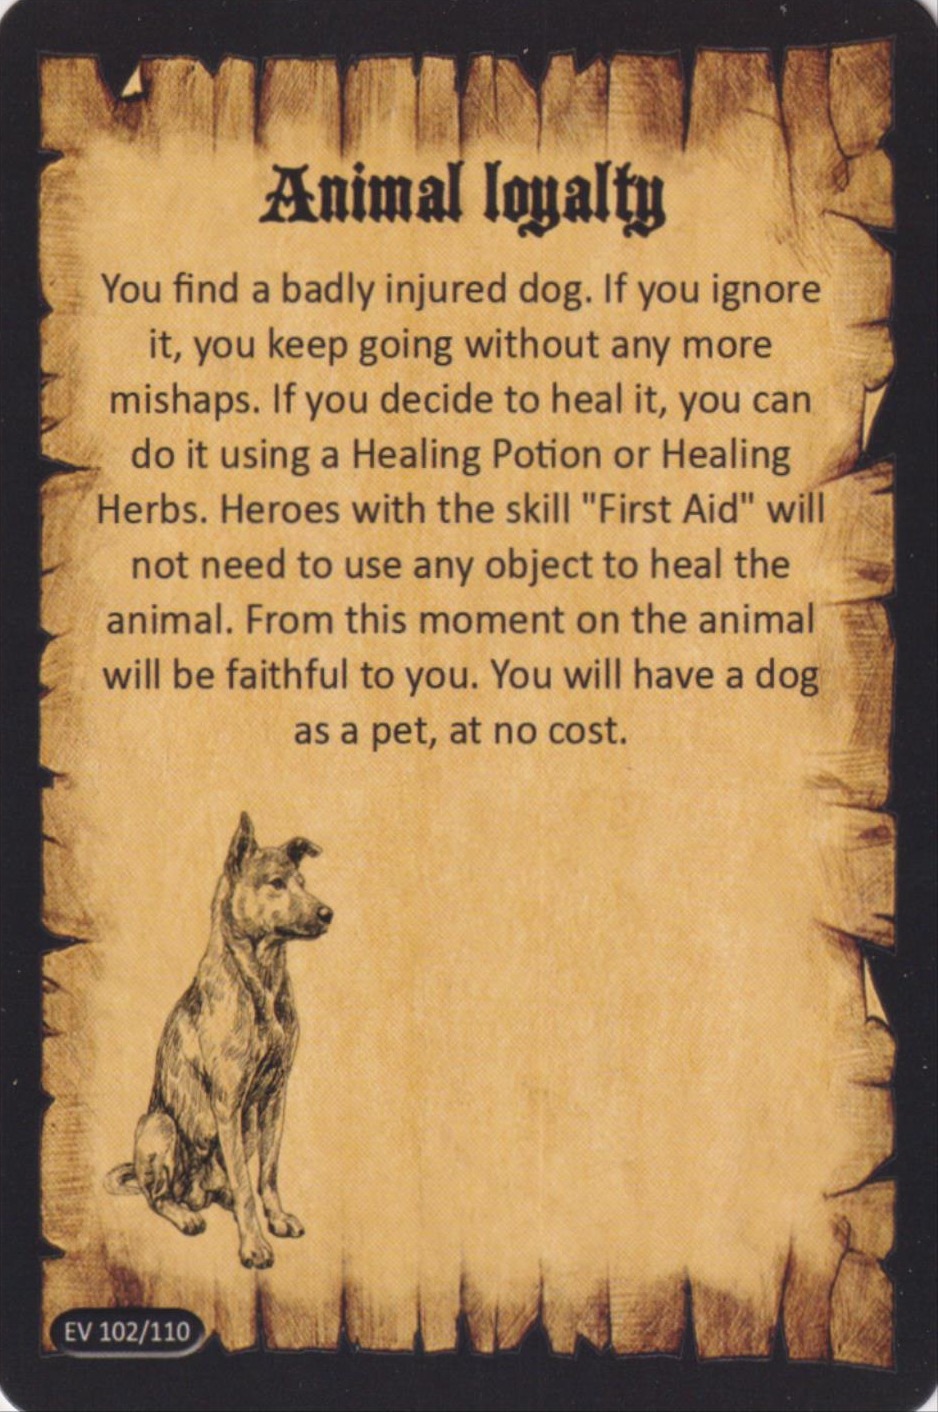 Animal loyalty
You find a badly injured dog. If you ignore
it, you keep going without any more
mishaps. If you decide to heal it, you can
do it using a Healing Potion or Healing
Herbs. Heroes with the skill "First Aid" will
not need to use any object to heal the
animal. From this moment on the animal
will be faithful to you. You will have a dog
as a pet, at no cost.
EV 102/110